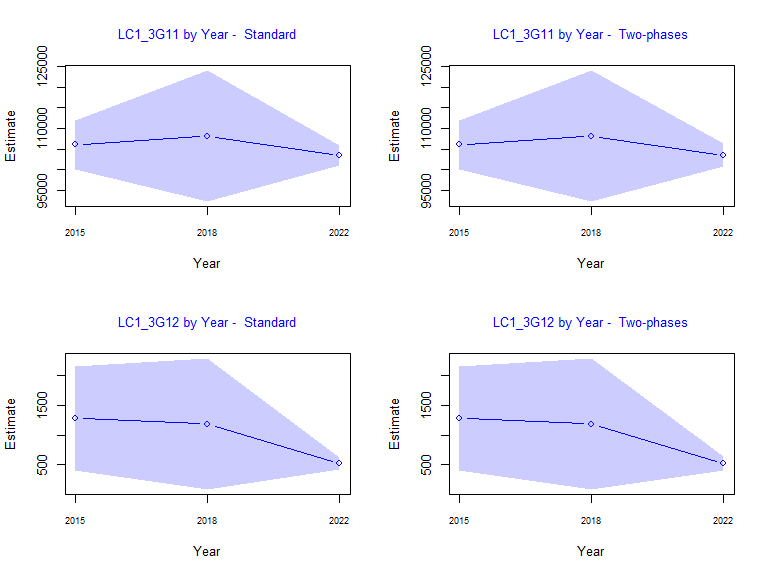 LC1_3G11 by Year -  Standard
Estimate
95000
110000
125000
2015
2018
2022
Year
LC1_3G11 by Year -  Two-phases
Estimate
95000
110000
125000
2015
2018
2022
Year
LC1_3G12 by Year -  Standard
Estimate
500
1500
2015
2018
2022
Year
LC1_3G12 by Year -  Two-phases
Estimate
500
1500
2015
2018
2022
Year